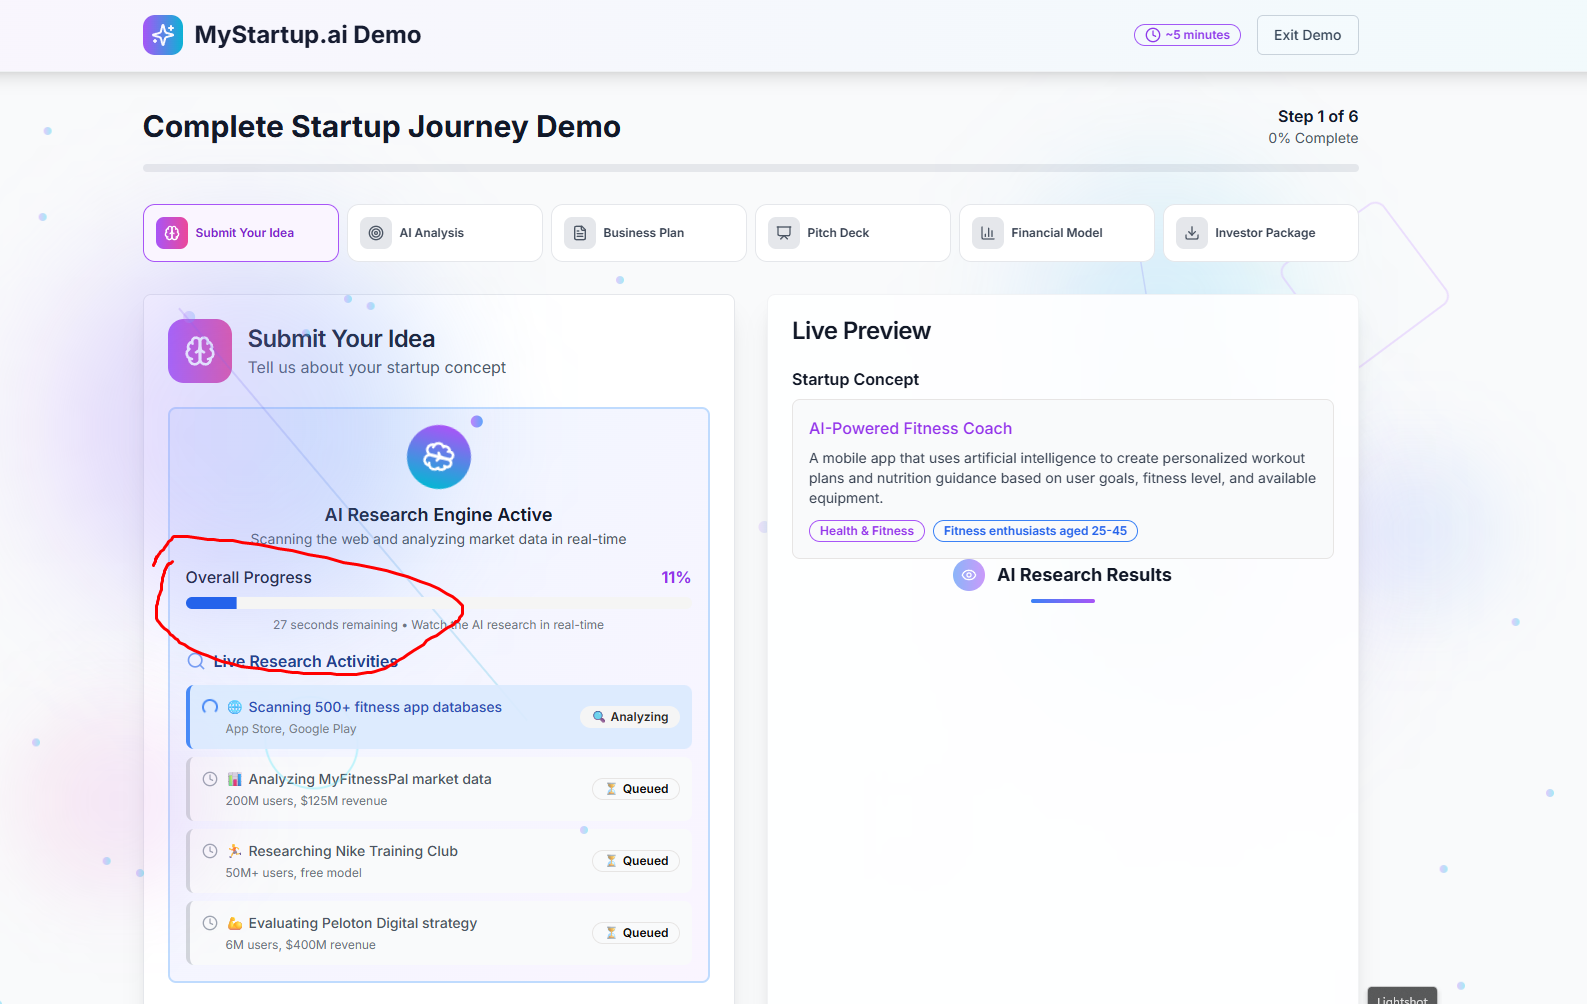 MyStartup.ai Demo
~5 minutes
Exit Demo
Complete Startup Journey Demo
Step 1 of 6
0% Complete
Submit Your Idea
AI Analysis
Business Plan
Pitch Deck
Financial Model
Investor Package
Submit Your Idea
Tell us about your startup concept
AI Research Engine Active
Scanning the web and analyzing market data in real-time
Overall Progress
11%
27 seconds remaining • Watch the AI research in real-time
Live Research Activities
Scanning 500+ fitness app databases
App Store, Google Play
Analyzing
Analyzing MyFitnessPal market data
200M users, $125M revenue
Queued
Researching Nike Training Club
50M+ users, free model
Queued
Evaluating Peloton Digital strategy
6M users, $400M revenue
Queued
Live Preview
Startup Concept
AI-Powered Fitness Coach
A mobile app that uses artificial intelligence to create personalized workout
plans and nutrition guidance based on user goals, fitness level, and available
equipment.
Health & Fitness
Fitness enthusiasts aged 25-45
AI Research Results
Lightshot